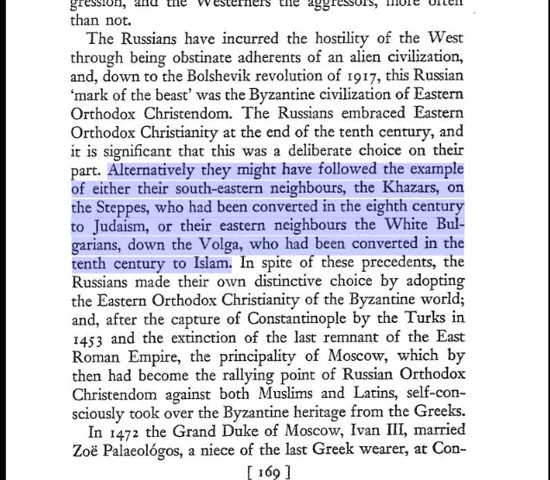 gression, and the Westerners the aggressors, more often
than not.
The Russians have incurred the hostility of the West
through being obstinate adherents of an alien civilization,
and, down to the Bolshevik revolution of 1917, this Russian
'mark of the beast' was the Byzantine civilization of Eastern
Orthodox Christendom. The Russians embraced Eastern
Orthodox Christianity at the end of the tenth century, and
it is significant that this was a deliberate choice on their
part. Alternatively they might have followed the example
of either their south-eastern neighbours, the Khazars, on
the Steppes, who had been converted in the eighth century
to Judaism, or their eastern neighbours the White Bul-
garians, down the Volga, who had been converted in the
tenth century to Islam. In spite of these precedents, the
Russians made their own distinctive choice by adopting
the Eastern Orthodox Christianity of the Byzantine world;
and, after the capture of Constantinople by the Turks in
1453 and the extinction of the last remnant of the East
Roman Empire, the principality of Moscow, which by
then had become the rallying point of Russian Orthodox
Christendom against both Muslims and Latins, self-con-
sciously took over the Byzantine heritage from the Greeks.
In 1472 the Grand Duke of Moscow, Ivan III, married
Zoë Palaeológos, a niece of the last Greek wearer, at Con-
[ 169 ]